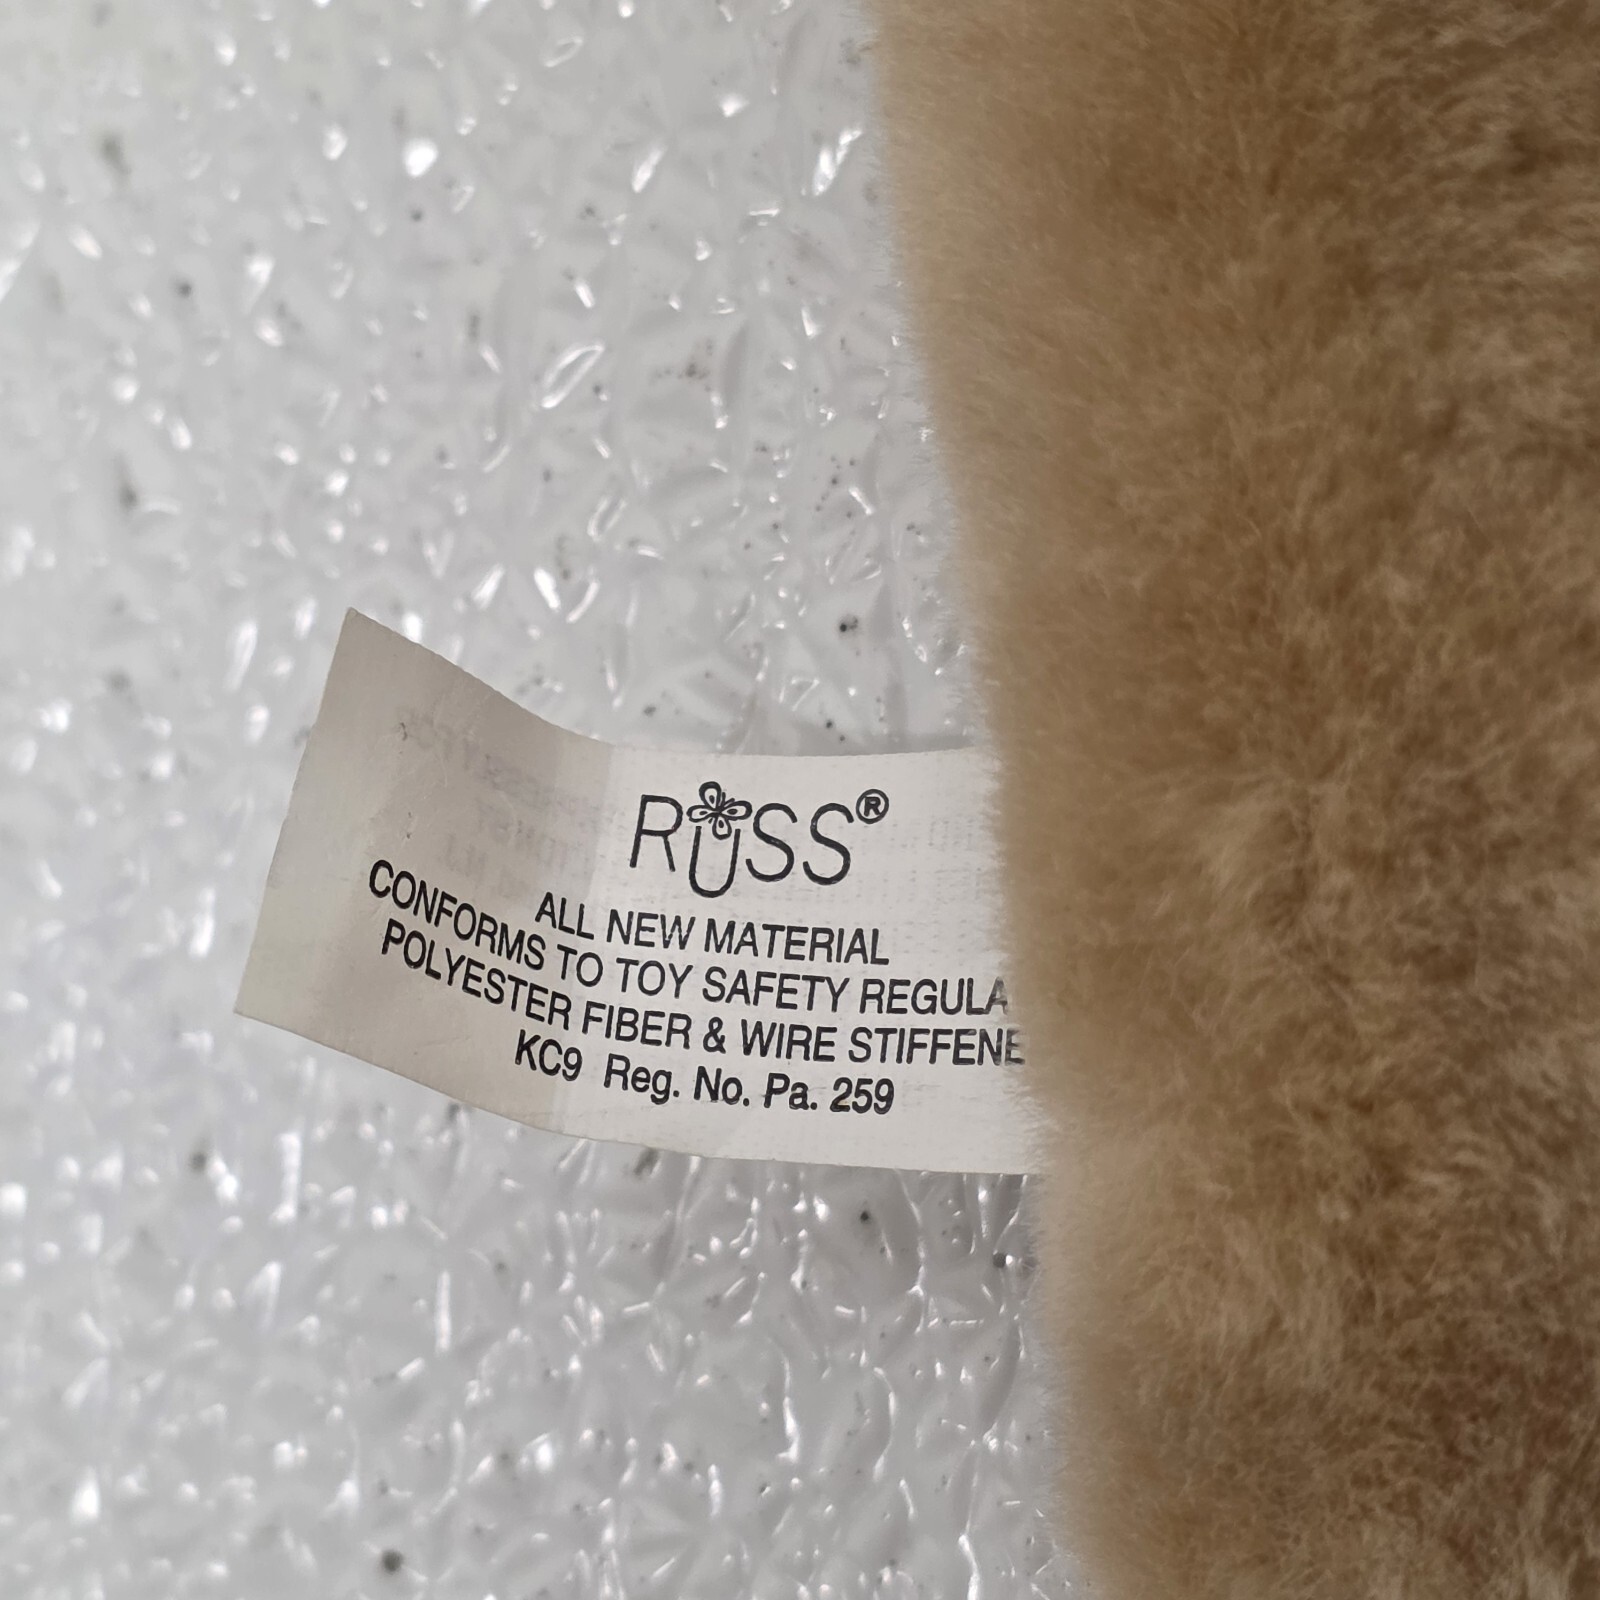 RUSS®
ALL NEW MATERIAL
CONFORMS TO TOY SAFETY REGULA
POLYESTER FIBER & WIRE STIFFENE
KC9 Reg. No. Pa. 259